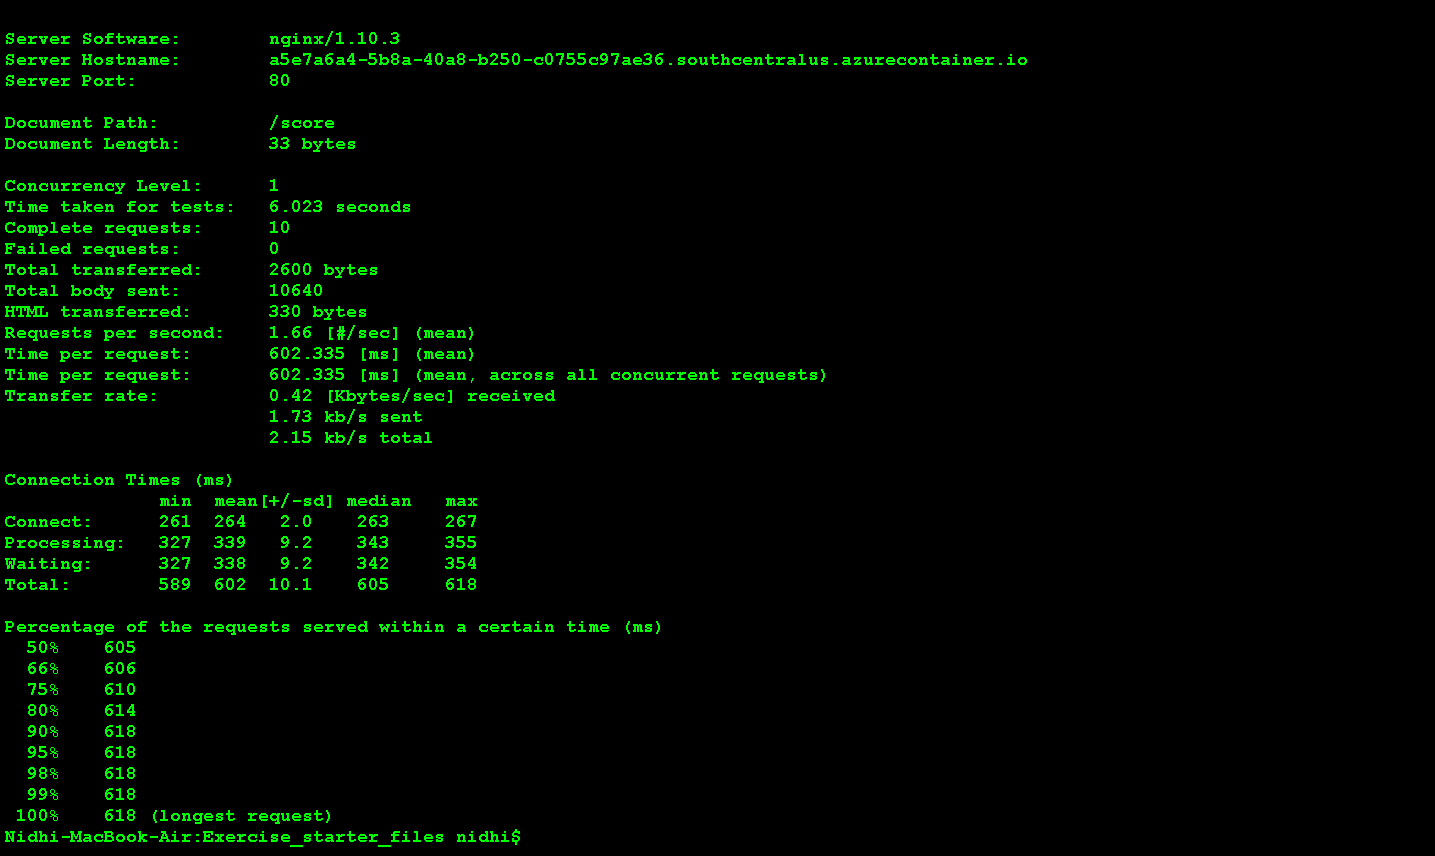 Server Software:        nginx/1.10.3
Server Hostname:        a5e7a6a4-5b8a-40a8-b250-c0755c97ae36.southcentralus.azurecontainer.io
Server Port:            80
Document Path:          /score
Document Length:        33 bytes
Concurrency Level:      1
Time taken for tests:   6.023 seconds
Complete requests:      10
Failed requests:        0
Total transferred:      2600 bytes
Total body sent:        10640
HTML transferred:       330 bytes
Requests per second:    1.66 [#/sec] (mean)
Time per request:       602.335 [ms] (mean)
Time per request:       602.335 [ms] (mean, across all concurrent requests)
Transfer rate:          0.42 [Kbytes/sec] received
                        1.73 kb/s sent
                        2.15 kb/s total
Connection Times (ms)
              min  mean[+/-sd] median   max
Connect:      261  264   2.0    263     267
Processing:   327  339   9.2    343     355
Waiting:      327  338   9.2    342     354
Total:        589  602  10.1    605     618
Percentage of the requests served within a certain time (ms)
  50%    605
  66%    606
  75%    610
  80%    614
  90%    618
  95%    618
  98%    618
  99%    618
 100%    618 (longest request)
Nidhi-MacBook-Air:Exercise_starter_files nidhi$